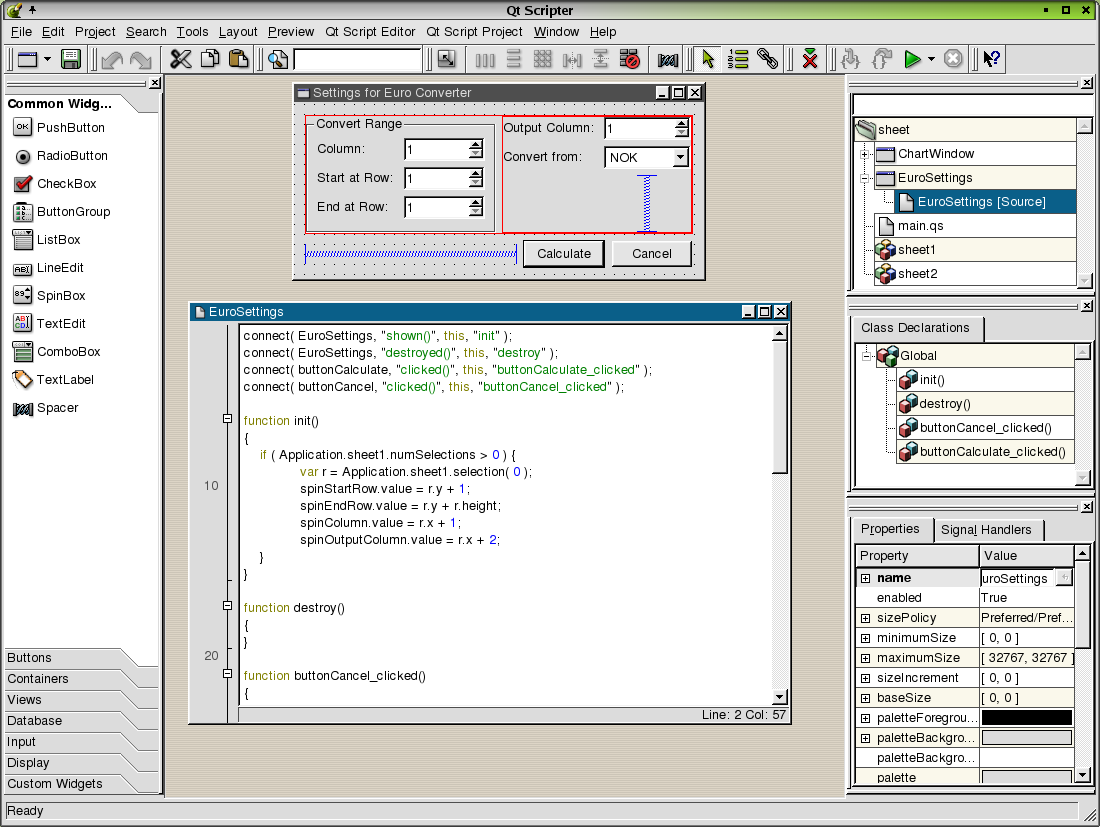 Qt Scripter
File Edit Project Search Tools Layout Preview Qt Script Editor Qt Script Project Window Help
Common Widg...
OK PushButton
RadioButton
CheckBox
ButtonGroup
ListBox
ABI LineEdit
89 SpinBox
TextEdit
ComboBox
TextLabel
Spacer
Buttons
Containers
Views
Database
Input
Display
Custom Widgets
Settings for Euro Converter
Convert Range
Column: 1
Start at Row: 1
End at Row: 1
Output Column: 1
Convert from: NOK
Calculate Cancel
EuroSettings
connect( EuroSettings, "shown()", this, "init" );
connect( EuroSettings, "destroyed()", this, "destroy" );
connect( buttonCalculate, "clicked()", this, "buttonCalculate_clicked" );
connect( buttonCancel, "clicked()", this, "buttonCancel_clicked" );
function init()
{
if ( Application.sheet1.numSelections > 0 ) {
10 var r = Application.sheet1.selection( 0 );
spinStartRow.value = r.y + 1;
spinEndRow.value = r.y + r.height;
spinColumn.value = r.x + 1;
spinOutputColumn.value = r.x + 2;
}
}
function destroy()
{
}
20
function buttonCancel_clicked()
{
Line: 2 Col: 57
sheet
ChartWindow
EuroSettings
EuroSettings [Source]
main.qs
sheet1
sheet2
Class Declarations
Global
init()
destroy()
buttonCancel_clicked()
buttonCalculate_clicked()
Properties Signal Handlers
Property Value
name uroSettings
enabled True
sizePolicy Preferred/Pref...
minimumSize [ 0, 0 ]
maximumSize [ 32767, 32767 ]
sizeIncrement [ 0, 0 ]
baseSize [ 0, 0 ]
paletteForegrou...
paletteBackgro...
paletteBackgro...
palette
Ready